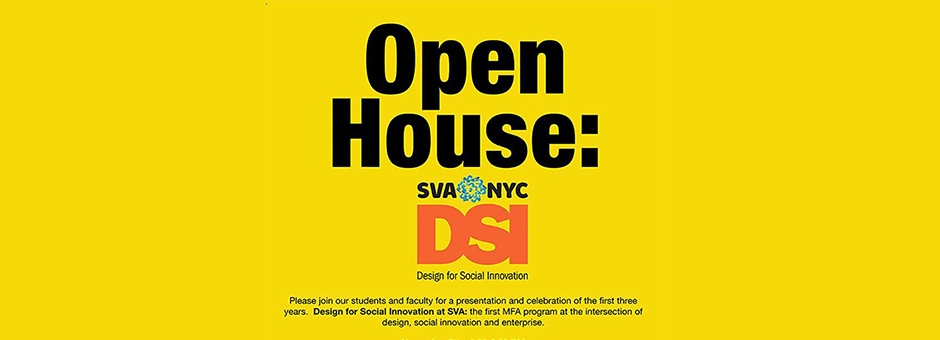 Open
House:
SVA NYC
DSI
Design for Social Innovation
Please join our students and faculty for a presentation and celebration of the first three
years. Design for Social Innovation at SVA: the first MFA program at the intersection of
design, social innovation and enterprise.